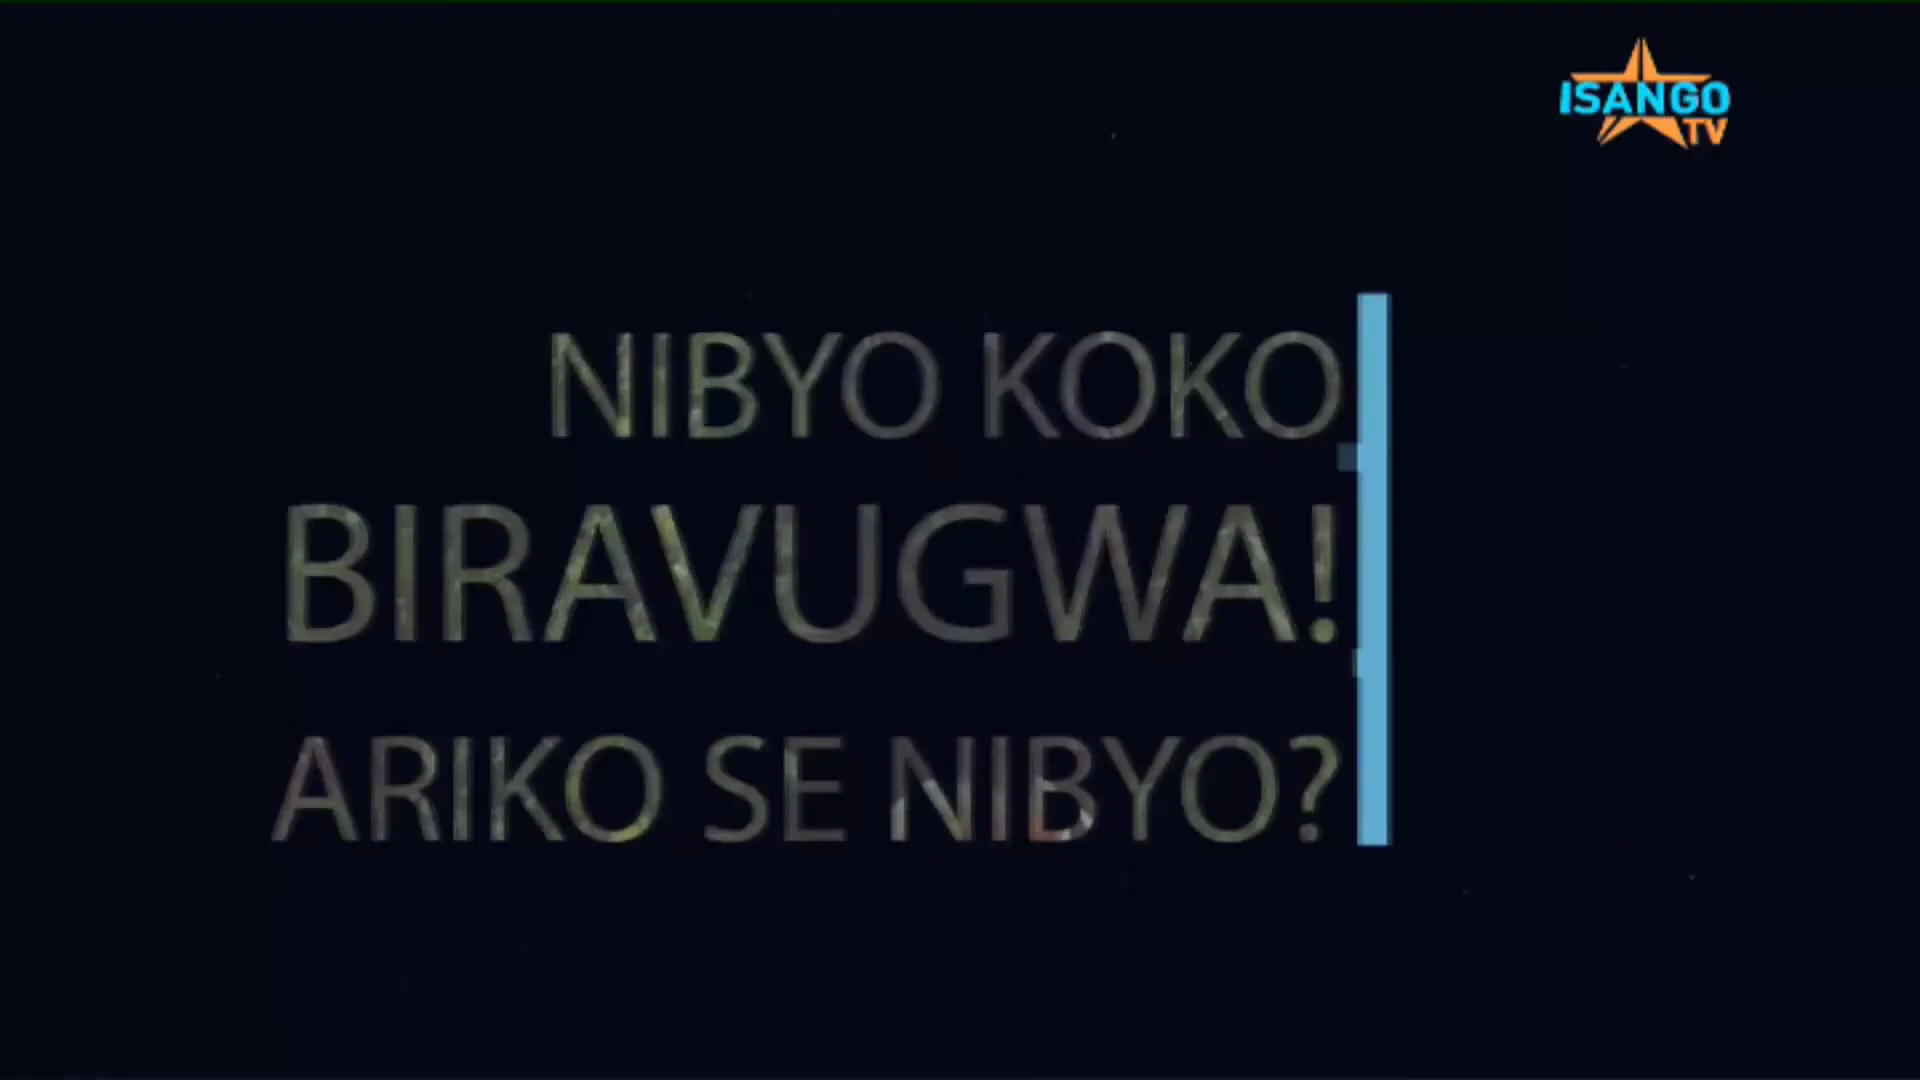 ISANGO
TV
NIBYO KOKO
BIRAVUGWA!
ARIKO SE NIBYO?